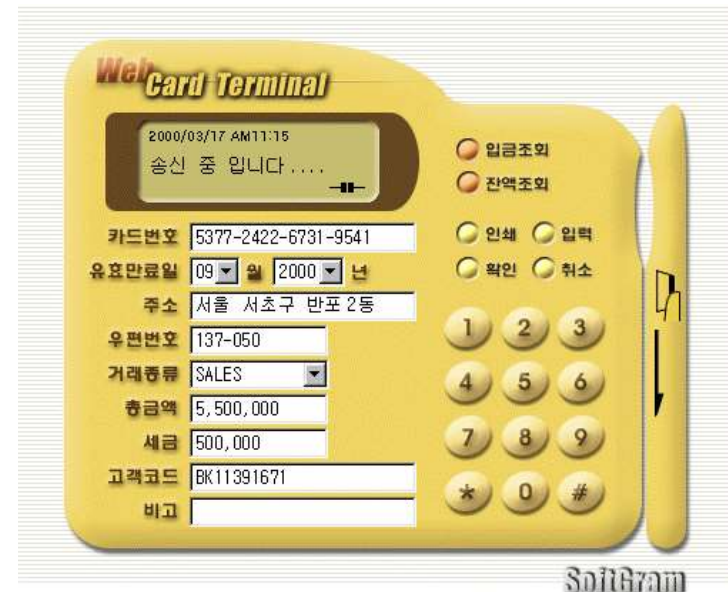 Web
Card Terminal
2000/03/17 AM11:15
송신 중 입니다....
입금조회
잔액조회
카드번호 5377-2422-6731-9541
인쇄 입력
유효만료일 09 월 2000 년
확인 취소
주소 서울 서초구 반포2동
우편번호 137-050
1 2 3
거래종류 SALES
4 5 6
총금액 5,500,000
세금 500,000
7 8 9
고객코드 BK11391671
* 0 #
비고
SoftGram